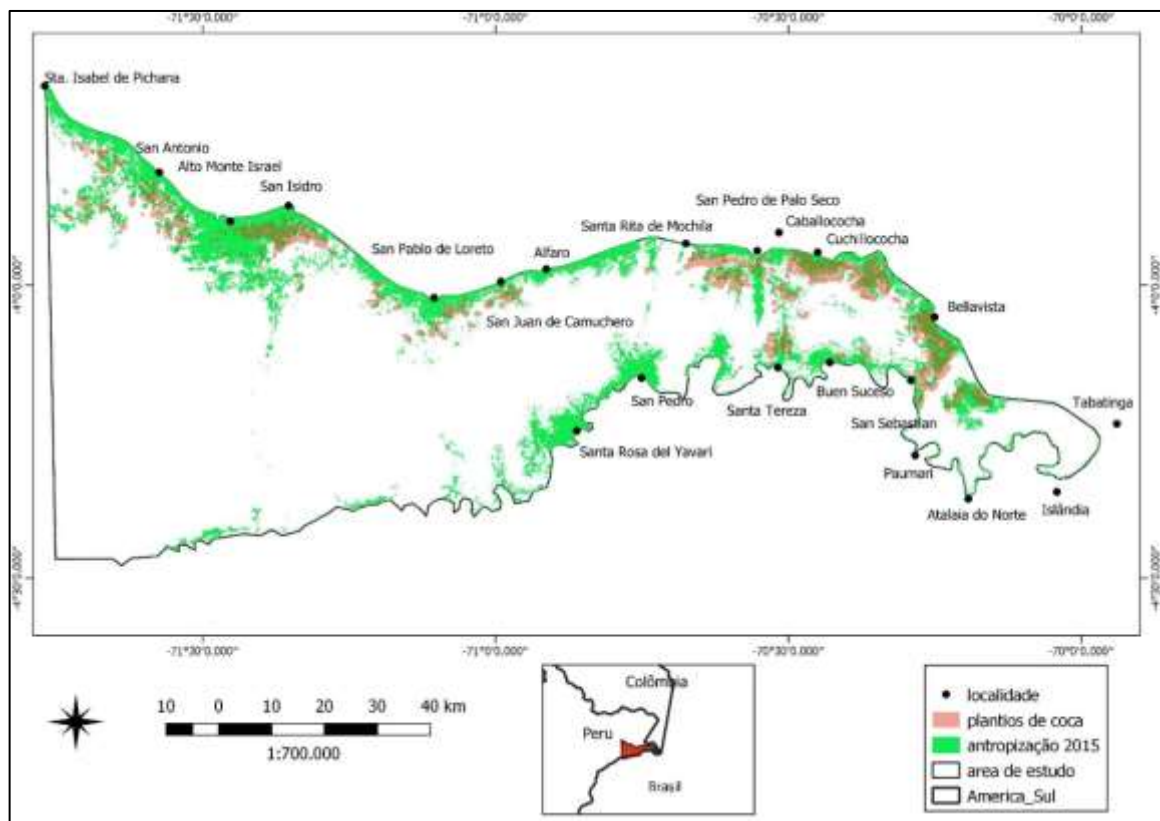 -71°30'0.000"
-71°0'0.000"
-70°30'0.000"
-70°0'0.000"
Sta. Isabel de Pichana
San Antonio
Alto Monte Israel
San Isidro
San Pedro de Palo Seco
Caballococha
Santa Rita de Mochila
Cuchillococha
San Pablo de Loreto
Alfaro
-4°0'0.000"
-4°0'0.000"
Bellavista
San Juan de Camuchero
San Pedro
Santa Tereza
Buen Suceso
Tabatinga
San Sebastian
Santa Rosa del Yavari
Paumari
Atalaia do Norte
Islândia
-4°30'0.000"
-4°30'0.000"
-71°30'0.000"
-71°0'0.000"
-70°30'0.000"
-70°0'0.000"
10 0 10 20 30 40 km
1:700.000
Colômbia
Peru
Brasil
localidade
plantios de coca
antropização 2015
area de estudo
America_Sul